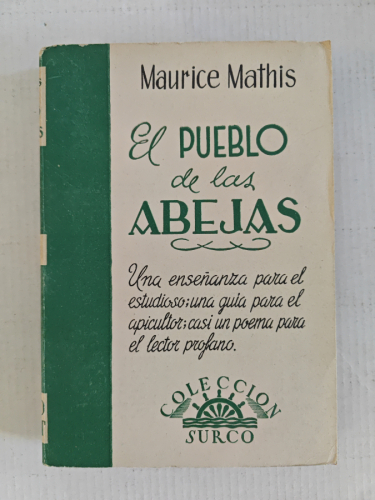 Maurice Mathis
El PUEBLO
de las
ABEJAS
Una enseñanza para el
estudioso; una guia para el
apicultor; casi un poema para
el lector profano.
COLECCION
SURCO